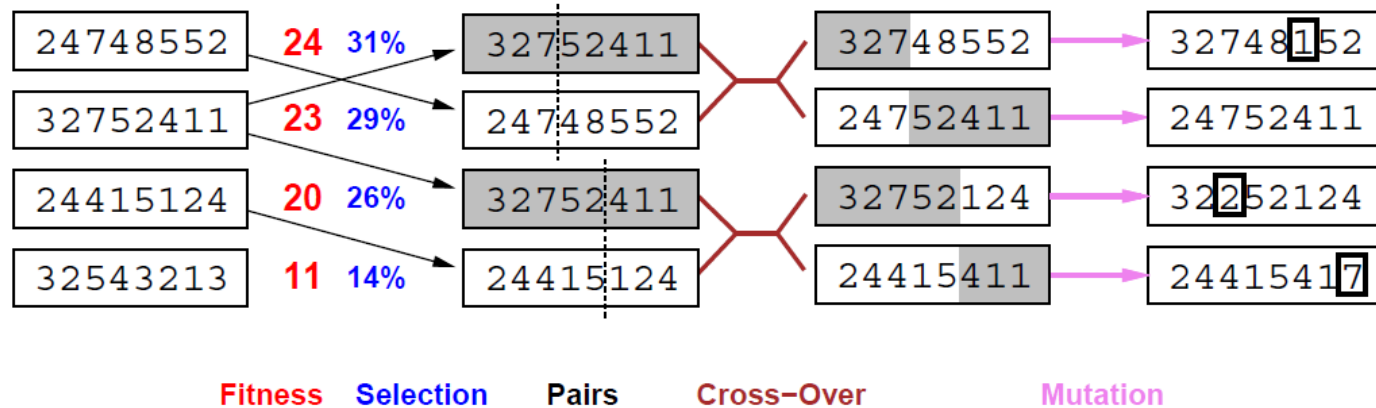 24748552 24 31% 32752411 32748552 32748152
32752411 23 29% 24748552 24752411 24752411
24415124 20 26% 32752411 32752124 32252124
32543213 11 14% 24415124 24415411 24415417
Fitness Selection Pairs Cross−Over Mutation